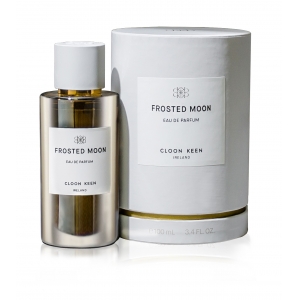 FROSTED MOON
EAU DE PARFUM
CLOON KEEN
IRELAND
FROSTED MOON
EAU DE PARFUM
CLOON KEEN
IRELAND
3.4 FL OZ